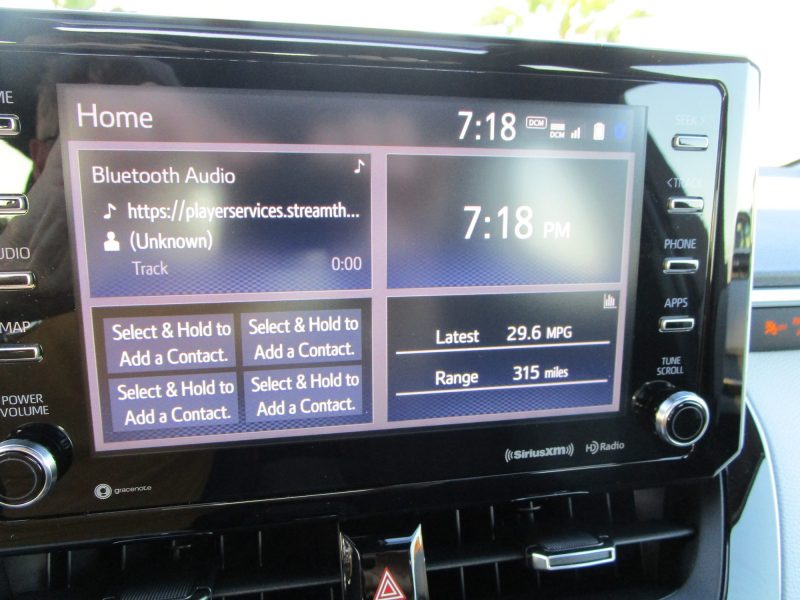 Home
7:18 DCM DCM
Bluetooth Audio
https://playerservices.streamth...
(Unknown)
Track 0:00
7:18 PM
Select & Hold to
Add a Contact.
Select & Hold to
Add a Contact.
Select & Hold to
Add a Contact.
Select & Hold to
Add a Contact.
Latest 29.6 MPG
Range 315 miles
ME
UDIO
MAP
POWER
VOLUME
SEEK >
< TRACK
PHONE
APPS
TUNE
SCROLL
gracenote
((SiriusXM))
HD Radio